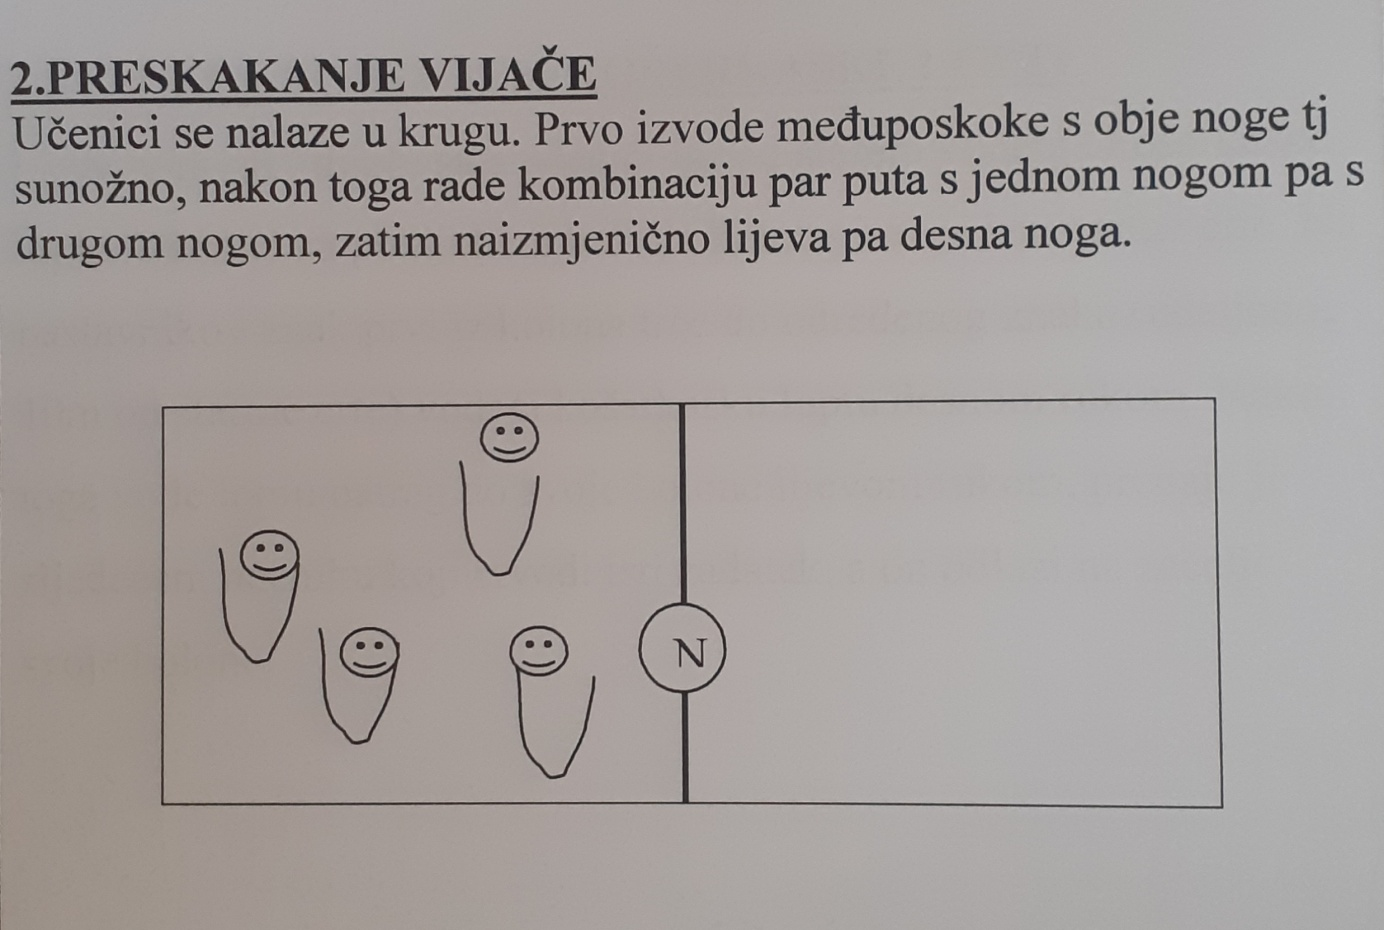 2.PRESKAKANJE VIJAČE
Učenici se nalaze u krugu. Prvo izvode međuposkoke s obje noge tj
sunožno, nakon toga rade kombinaciju par puta s jednom nogom pa s
drugom nogom, zatim naizmjenično lijeva pa desna noga.
N